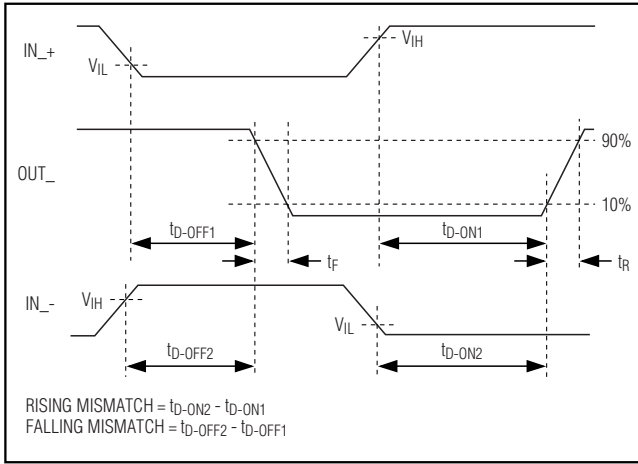 IN_+
VIH
VIL
90%
OUT_
10%
tD-OFF1
tD-ON1
tF
tR
IN_-
VIH
VIL
tD-OFF2
tD-ON2
RISING MISMATCH = tD-ON2 - tD-ON1
FALLING MISMATCH = tD-OFF2 - tD-OFF1